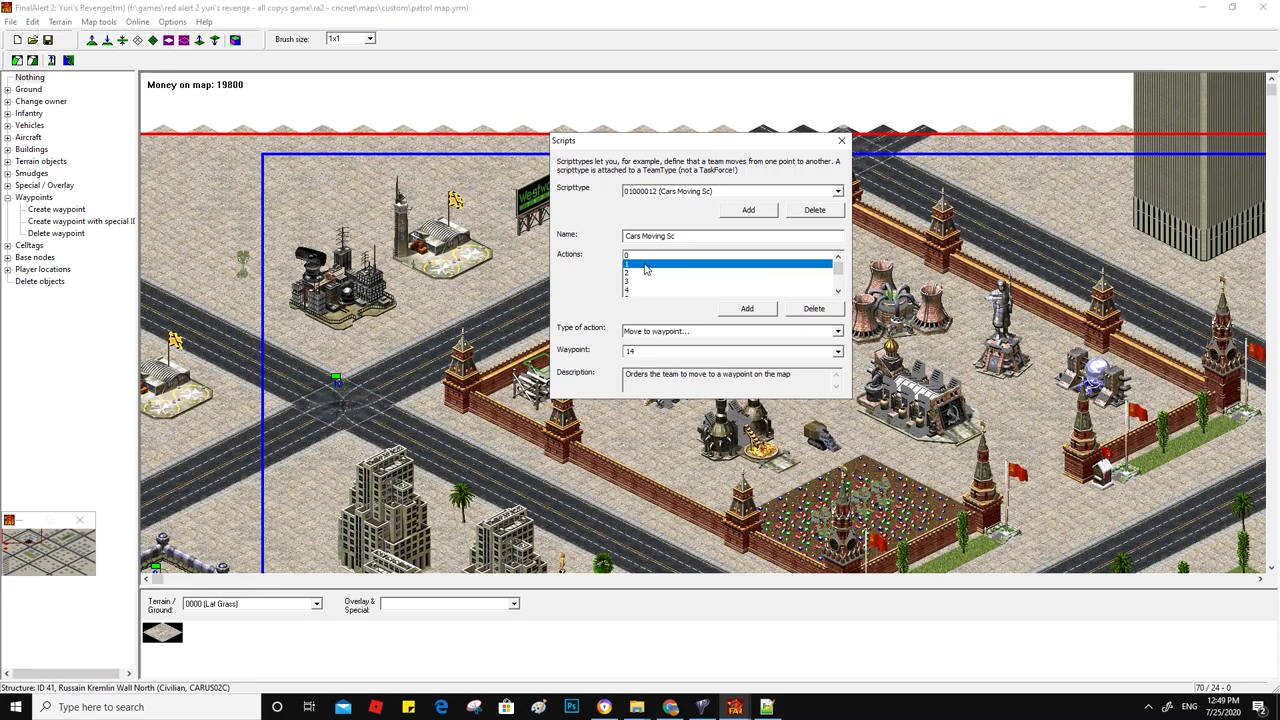 FinalAlert 2: Yuri's Revenge(tm) (f:\games\red alert 2 yuri's revenge - all copys game\ra2 - cncnet\maps\custom\patrol map.yrm)
File Edit Terrain Map tools Online Options Help
Brush size: 1x1
Nothing
Ground
Change owner
Infantry
Vehicles
Aircraft
Buildings
Terrain objects
Smudges
Special / Overlay
Waypoints
Create waypoint
Create waypoint with special ID
Delete waypoint
Celltags
Base nodes
Player locations
Delete objects
Money on map: 19800
Scripts
Scripttypes let you, for example, define that a team moves from one point to another. A
scripttype is attached to a TeamType (not a TaskForce!)
Scripttype 01000012 (Cars Moving Sc)
Add Delete
Name: Cars Moving Sc
Actions: 0
1
2
3
4
Add Delete
Type of action: Move to waypoint...
Waypoint: 14
Description: Orders the team to move to a waypoint on the map
Terrain / Ground: 0000 (Lat Grass)
Overlay & Special:
Structure: ID 41, Russain Kremlin Wall North (Civilian, CARUS02C)
70 / 24 - 0
Type here to search
ENG
12:49 PM
7/25/2020